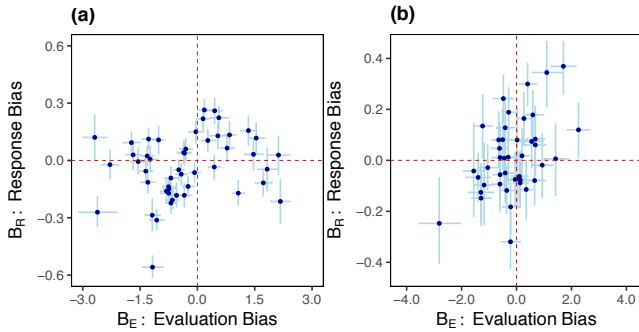 (a)
(b)
0.6
0.3
0.0
−0.3
−0.6
B_R : Response Bias
−3.0 −1.5 0.0 1.5 3.0
B_E : Evaluation Bias
0.4
0.2
0.0
−0.2
−0.4
B_R : Response Bias
−4.0 −2.0 0.0 2.0 4.0
B_E : Evaluation Bias